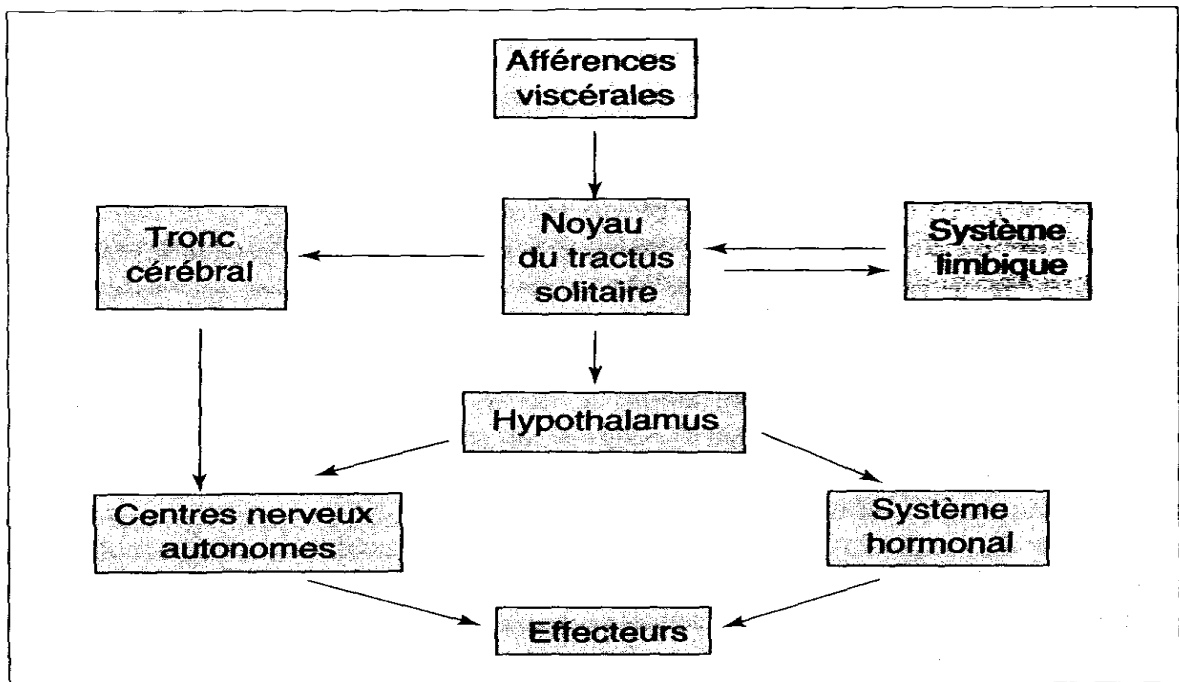 Afférences
viscérales
Tronc
cérébral
Noyau
du tractus
solitaire
Système
limbique
Hypothalamus
Centres nerveux
autonomes
Système
hormonal
Effecteurs